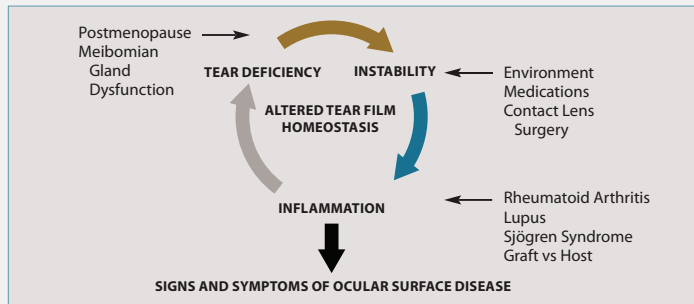 Postmenopause
Meibomian
Gland
Dysfunction
TEAR DEFICIENCY
INSTABILITY
Environment
Medications
Contact Lens
Surgery
ALTERED TEAR FILM
HOMEOSTASIS
INFLAMMATION
Rheumatoid Arthritis
Lupus
Sjögren Syndrome
Graft vs Host
SIGNS AND SYMPTOMS OF OCULAR SURFACE DISEASE